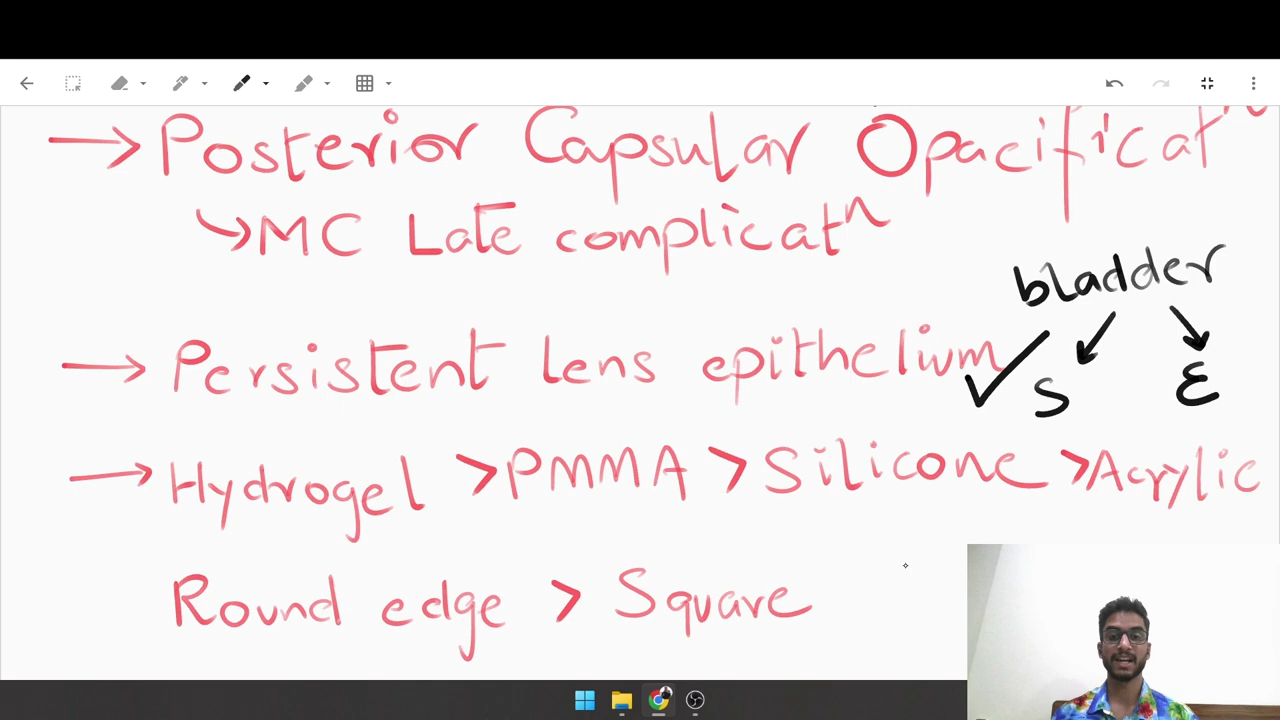 → Posterior Capsular Opacificatⁿ
↳ MC Late complicatⁿ
bladder
→ Persistent lens epithelium
✓ S ε
→ Hydrogel > PMMA > Silicone > Acrylic
Round edge > Square